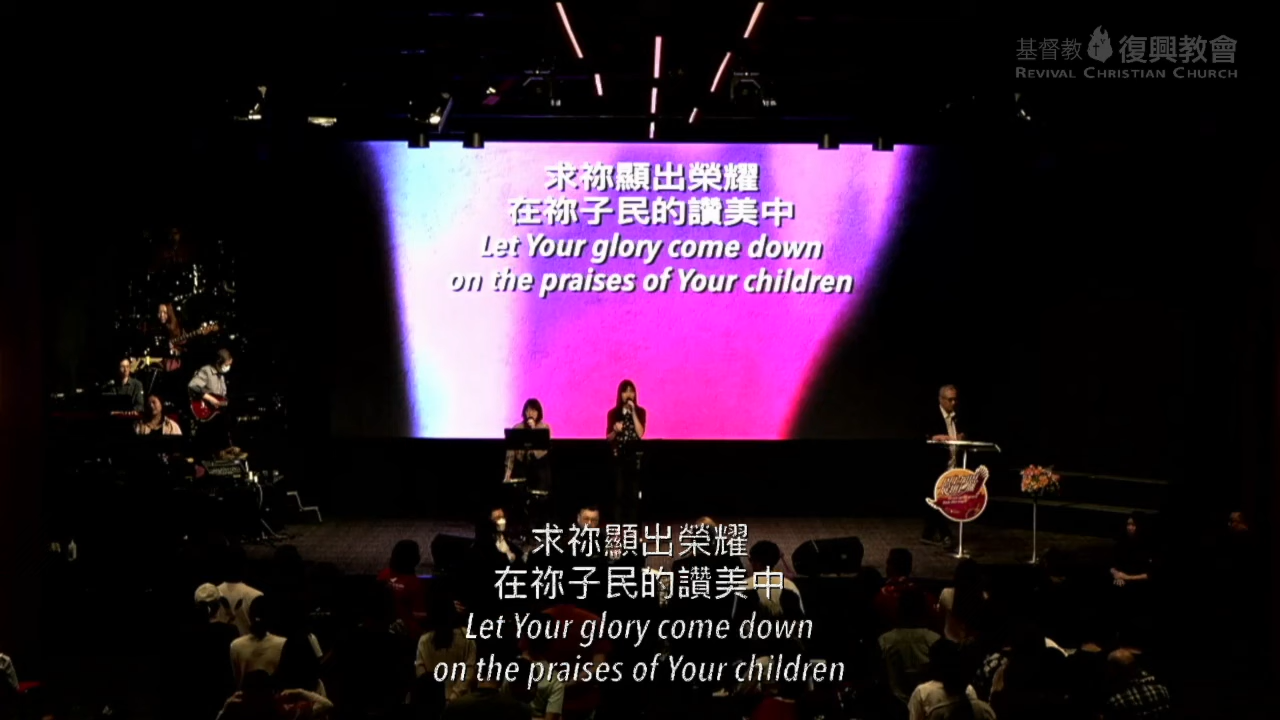 基督教 復興教會
REVIVAL CHRISTIAN CHURCH
求祢顯出榮耀
在祢子民的讚美中
Let Your glory come down
on the praises of Your children
求祢顯出榮耀
在祢子民的讚美中
Let Your glory come down
on the praises of Your children